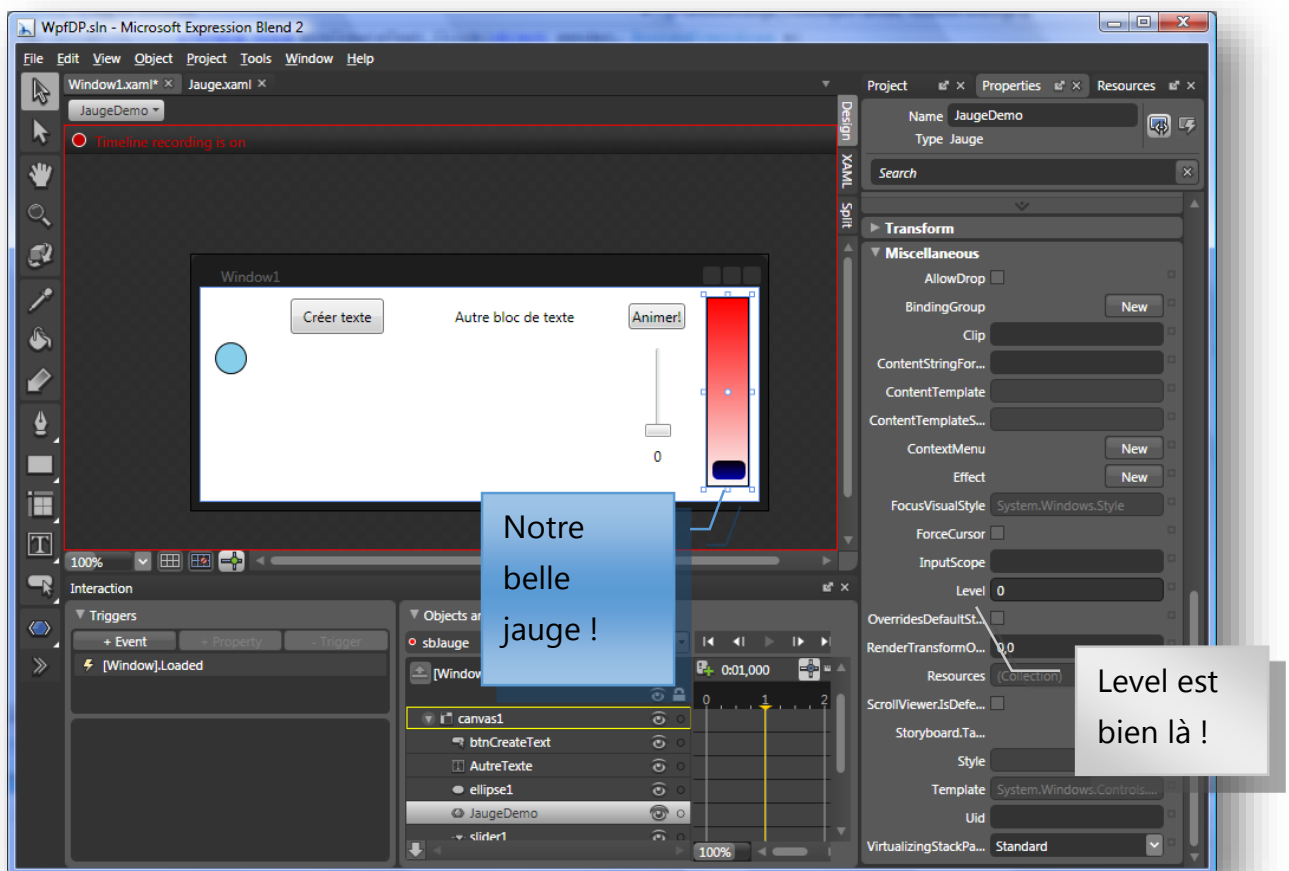 WpfDP.sln - Microsoft Expression Blend 2
File Edit View Object Project Tools Window Help
Window1.xaml* × Jauge.xaml ×
JaugeDemo
Timeline recording is on
Design
XAML
Split
Window1
Créer texte
Autre bloc de texte
Animer!
0
100%
Notre
belle
jauge !
Interaction
Triggers
+ Event + Property - Trigger
[Window].Loaded
Objects
sbJauge
0:01,000
0 1 2
canvas1
btnCreateText
AutreTexte
ellipse1
JaugeDemo
slider1
100%
Project Properties Resources
Name JaugeDemo
Type Jauge
Search
Transform
Miscellaneous
AllowDrop
BindingGroup New
Clip
ContentStringFor...
ContentTemplate
ContentTemplateS...
ContextMenu New
Effect New
FocusVisualStyle System.Windows.Style
ForceCursor
InputScope
Level 0
OverridesDefaultSt...
RenderTransformO... 0,0
Resources (Collection)
ScrollViewer.IsDefe...
Storyboard.Ta...
Style
Template System.Windows.Controls....
Uid
VirtualizingStackPa... Standard
Level est
bien là !